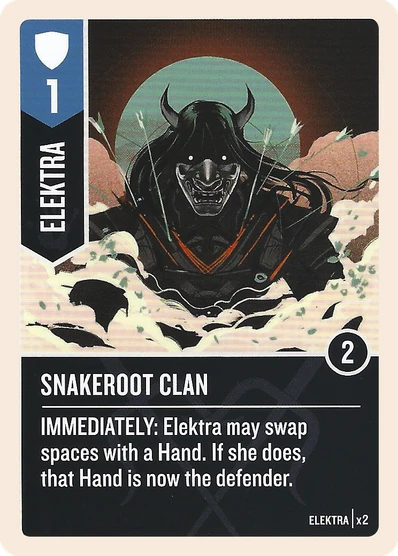 1
ELEKTRA
2
SNAKEROOT CLAN
IMMEDIATELY: Elektra may swap
spaces with a Hand. If she does,
that Hand is now the defender.
ELEKTRA | x2